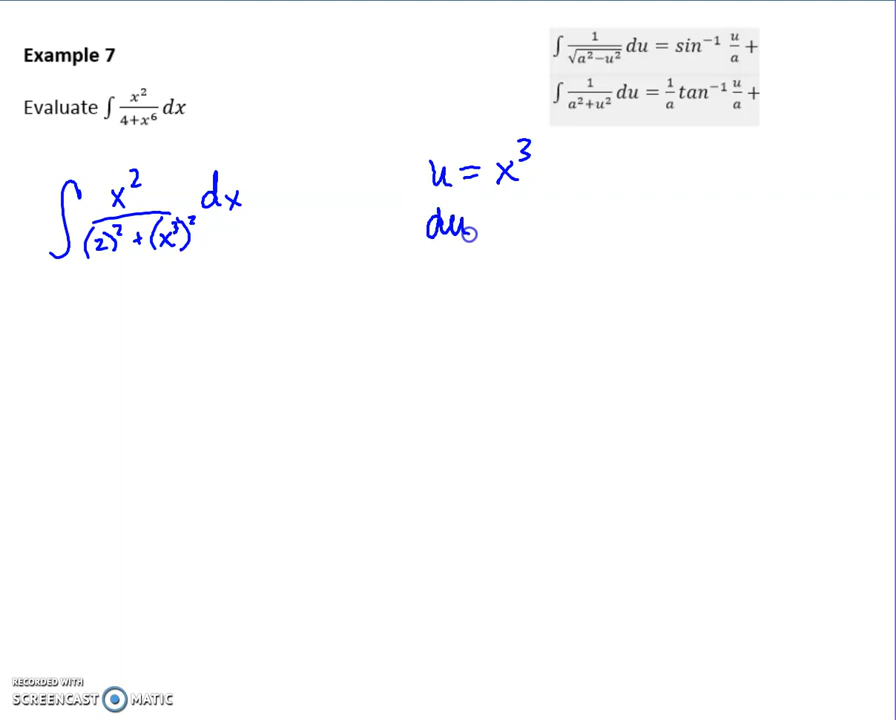 Example 7
∫ 1/√(a²−u²) du = sin⁻¹ u/a +
Evaluate ∫ x²/(4+x⁶) dx
∫ 1/(a²+u²) du = 1/a tan⁻¹ u/a +
∫ x²/((2)² + (x³)²) dx
u = x³
du
RECORDED WITH
SCREENCAST MATIC